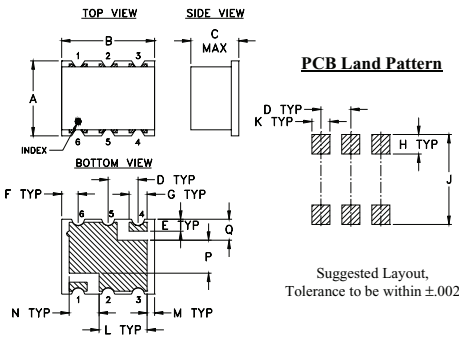 TOP VIEW
SIDE VIEW
B
C
MAX
1 2 3
A
6 5 4
INDEX
PCB Land Pattern
D TYP
K TYP
H TYP
J
BOTTOM VIEW
F TYP
D TYP
G TYP
6 5 4
E TYP
Q
P
1 2 3
N TYP
M TYP
L TYP
Suggested Layout,
Tolerance to be within ±.002